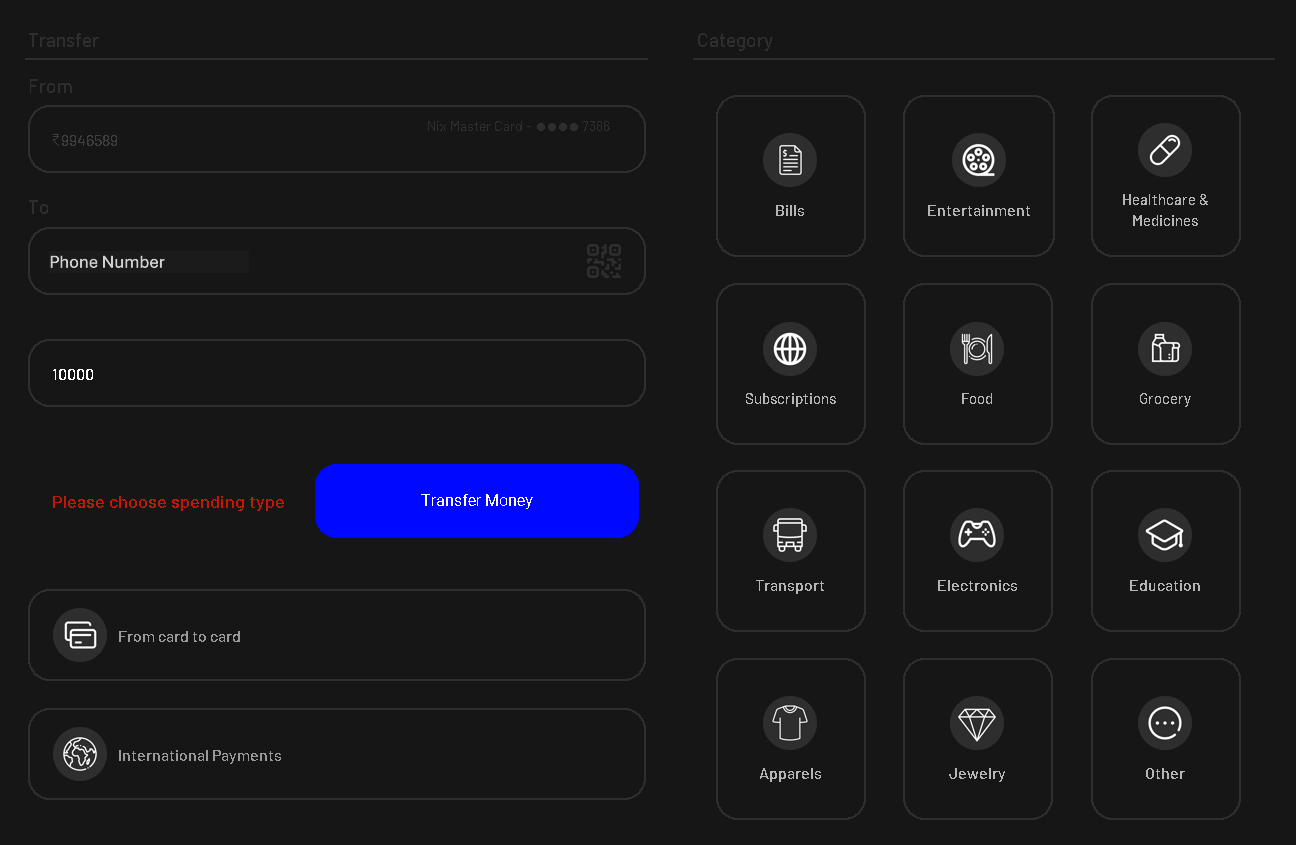 Transfer
From
₹9946589
Nix Master Card - ●●●● 7386
To
Phone Number
10000
Please choose spending type
Transfer Money
From card to card
International Payments
Category
Bills
Entertainment
Healthcare &
Medicines
Subscriptions
Food
Grocery
Transport
Electronics
Education
Apparels
Jewelry
Other